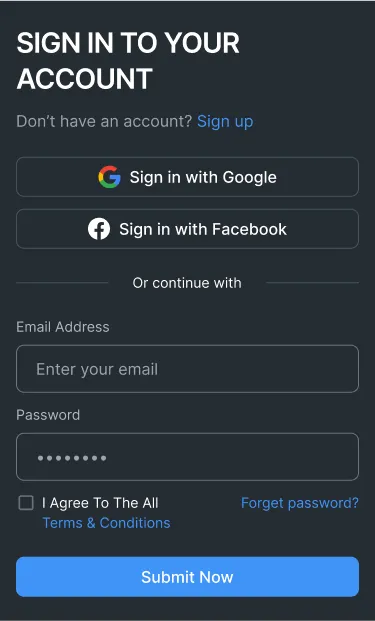 SIGN IN TO YOUR
ACCOUNT
Don’t have an account? Sign up
Sign in with Google
Sign in with Facebook
Or continue with
Email Address
Enter your email
Password
I Agree To The All
Terms & Conditions
Forget password?
Submit Now